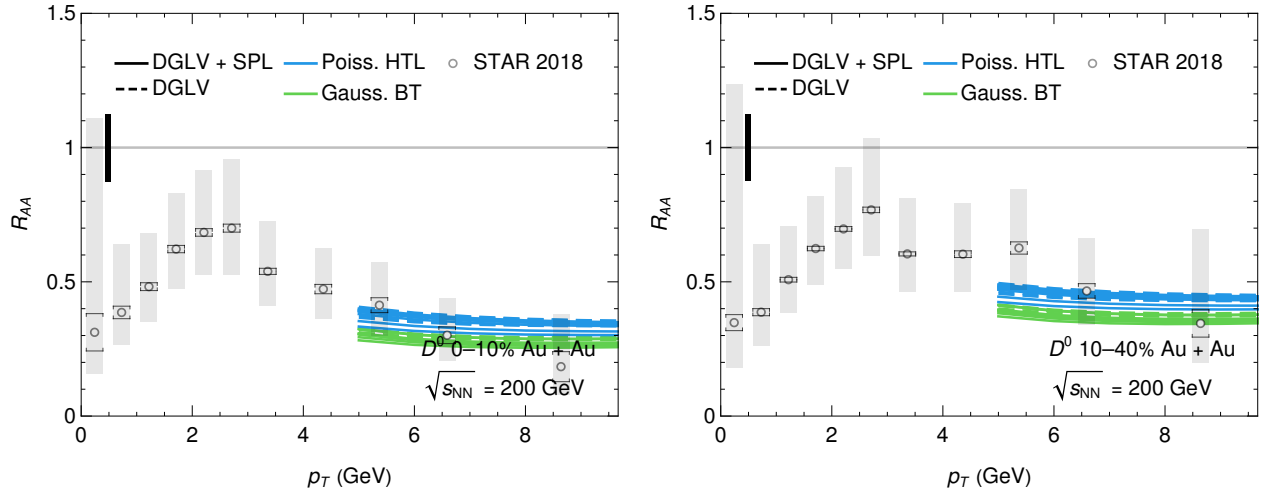 1.5
1
0.5
0
R_AA
DGLV + SPL
DGLV
Poiss. HTL
Gauss. BT
STAR 2018
D⁰ 0–10% Au + Au
√s_NN = 200 GeV
0 2 4 6 8
p_T (GeV)
1.5
1
0.5
0
R_AA
DGLV + SPL
DGLV
Poiss. HTL
Gauss. BT
STAR 2018
D⁰ 10–40% Au + Au
√s_NN = 200 GeV
0 2 4 6 8
p_T (GeV)